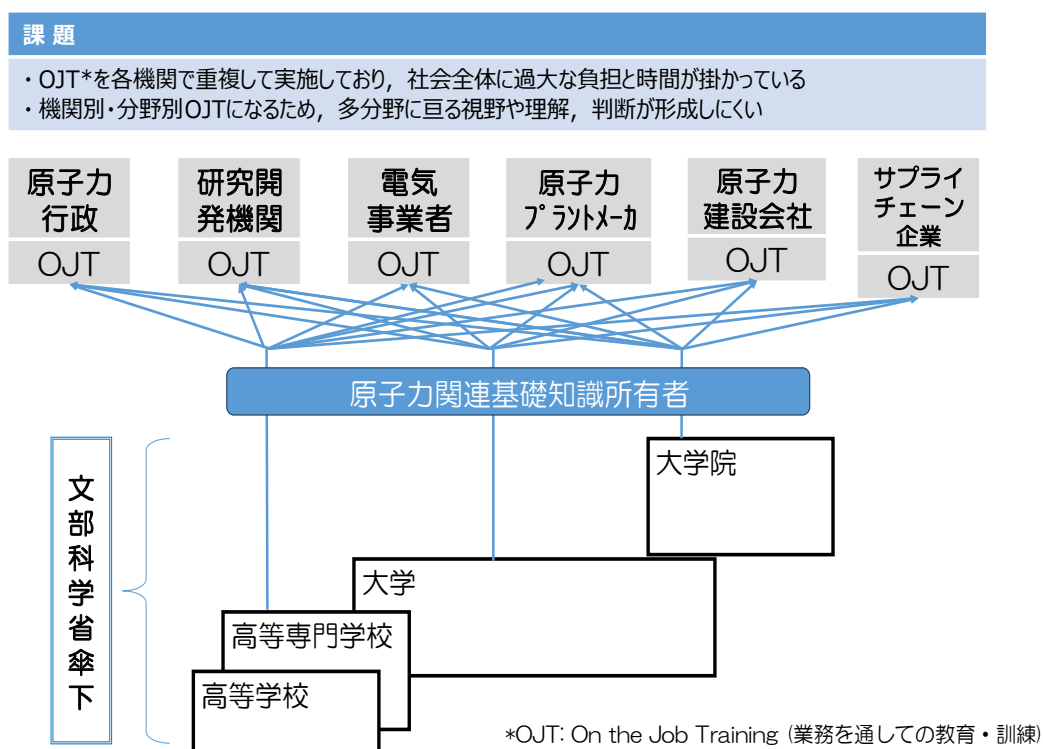 課 題
・OJT*を各機関で重複して実施しており，社会全体に過大な負担と時間が掛かっている
・機関別・分野別OJTになるため，多分野に亘る視野や理解，判断が形成しにくい
原子力
行政
OJT
研究開
発機関
OJT
電気
事業者
OJT
原子力
ﾌﾟﾗﾝﾄﾒｰｶ
OJT
原子力
建設会社
OJT
サプライ
チェーン
企業
OJT
原子力関連基礎知識所有者
文部科学省傘下
大学院
大学
高等専門学校
高等学校
*OJT: On the Job Training (業務を通しての教育・訓練)